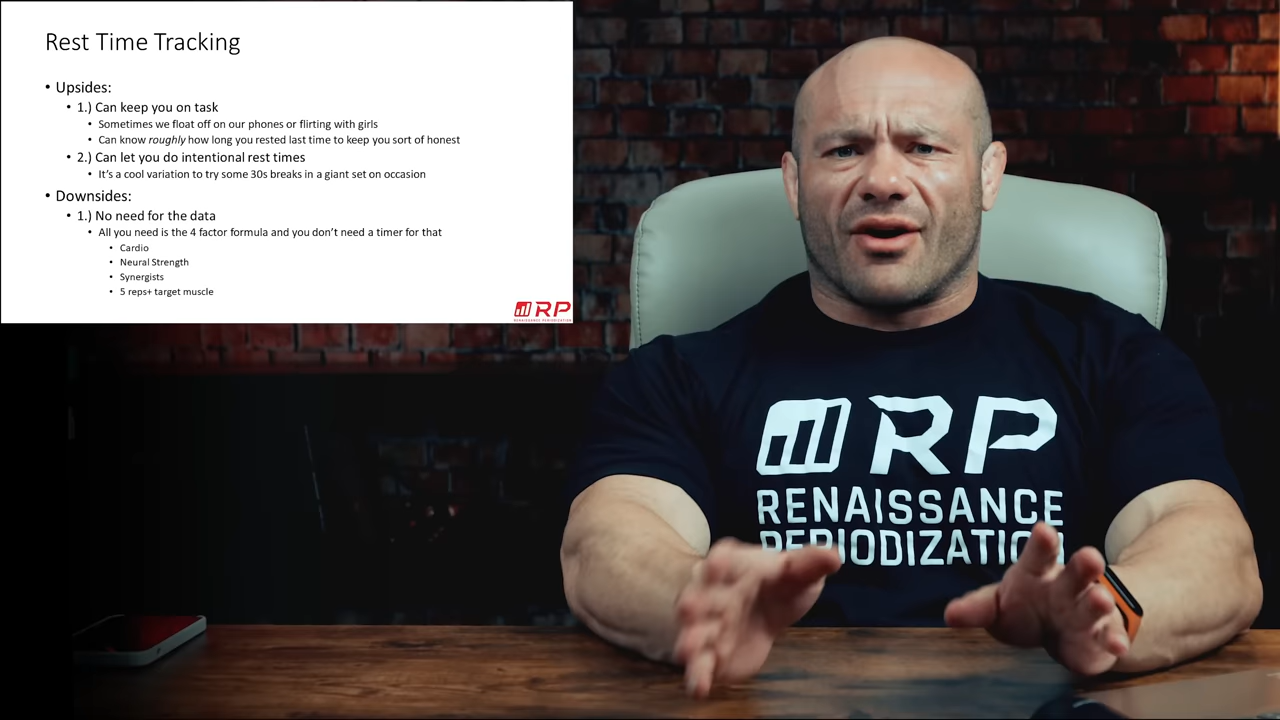 Rest Time Tracking
• Upsides:
• 1.) Can keep you on task
• Sometimes we float off on our phones or flirting with girls
• Can know roughly how long you rested last time to keep you sort of honest
• 2.) Can let you do intentional rest times
• It's a cool variation to try some 30s breaks in a giant set on occasion
• Downsides:
• 1.) No need for the data
• All you need is the 4 factor formula and you don't need a timer for that
• Cardio
• Neural Strength
• Synergists
• 5 reps+ target muscle
RP
RENAISSANCE PERIODIZATION
RP
RENAISSANCE
PERIODIZATION